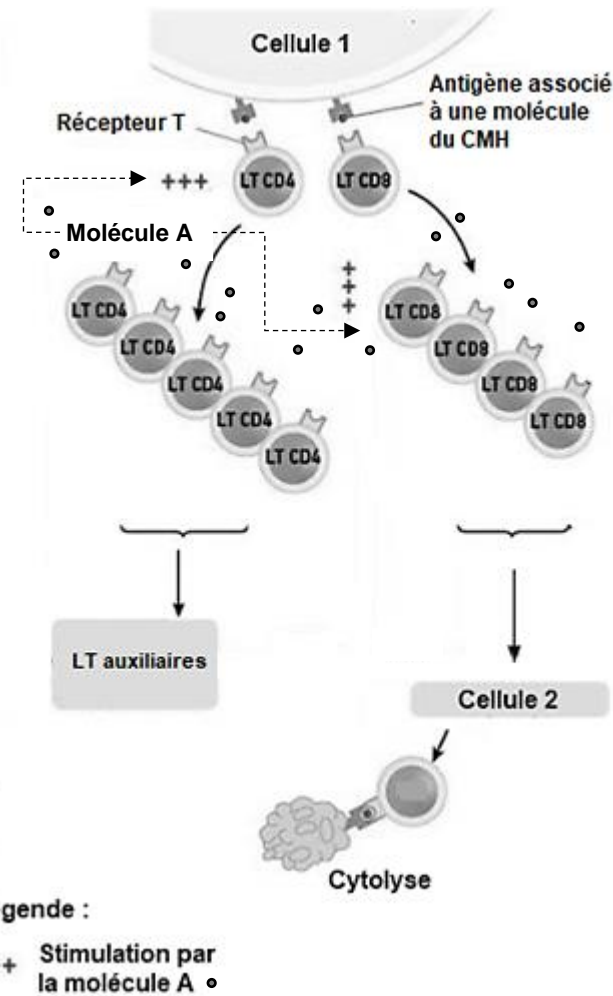 Cellule 1
Antigène associé
à une molécule
du CMH
Récepteur T
+++
LT CD4
LT CD8
Molécule A
+
+
+
LT CD4
LT CD4
LT CD4
LT CD4
LT CD4
LT CD8
LT CD8
LT CD8
LT CD8
LT auxiliaires
Cellule 2
Cytolyse
gende :
+ Stimulation par
la molécule A